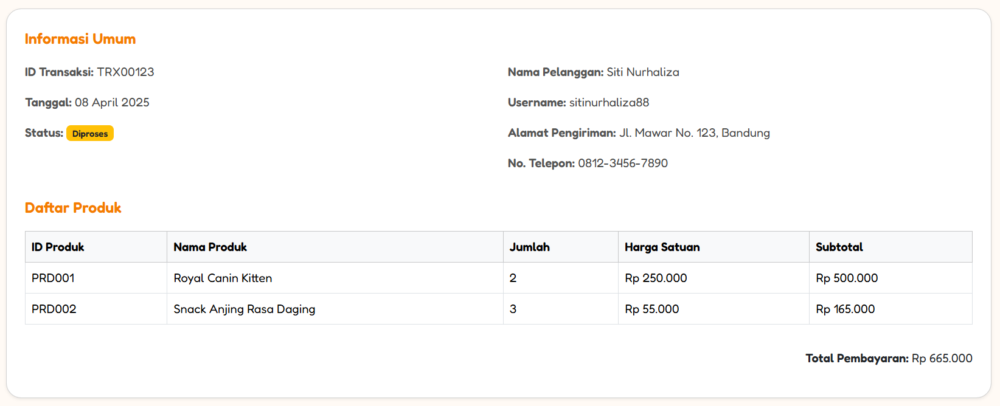 Informasi Umum
ID Transaksi: TRX00123
Tanggal: 08 April 2025
Status: Diproses
Nama Pelanggan: Siti Nurhaliza
Username: sitinurhaliza88
Alamat Pengiriman: Jl. Mawar No. 123, Bandung
No. Telepon: 0812-3456-7890
Daftar Produk
ID Produk Nama Produk Jumlah Harga Satuan Subtotal
PRD001 Royal Canin Kitten 2 Rp 250.000 Rp 500.000
PRD002 Snack Anjing Rasa Daging 3 Rp 55.000 Rp 165.000
Total Pembayaran: Rp 665.000